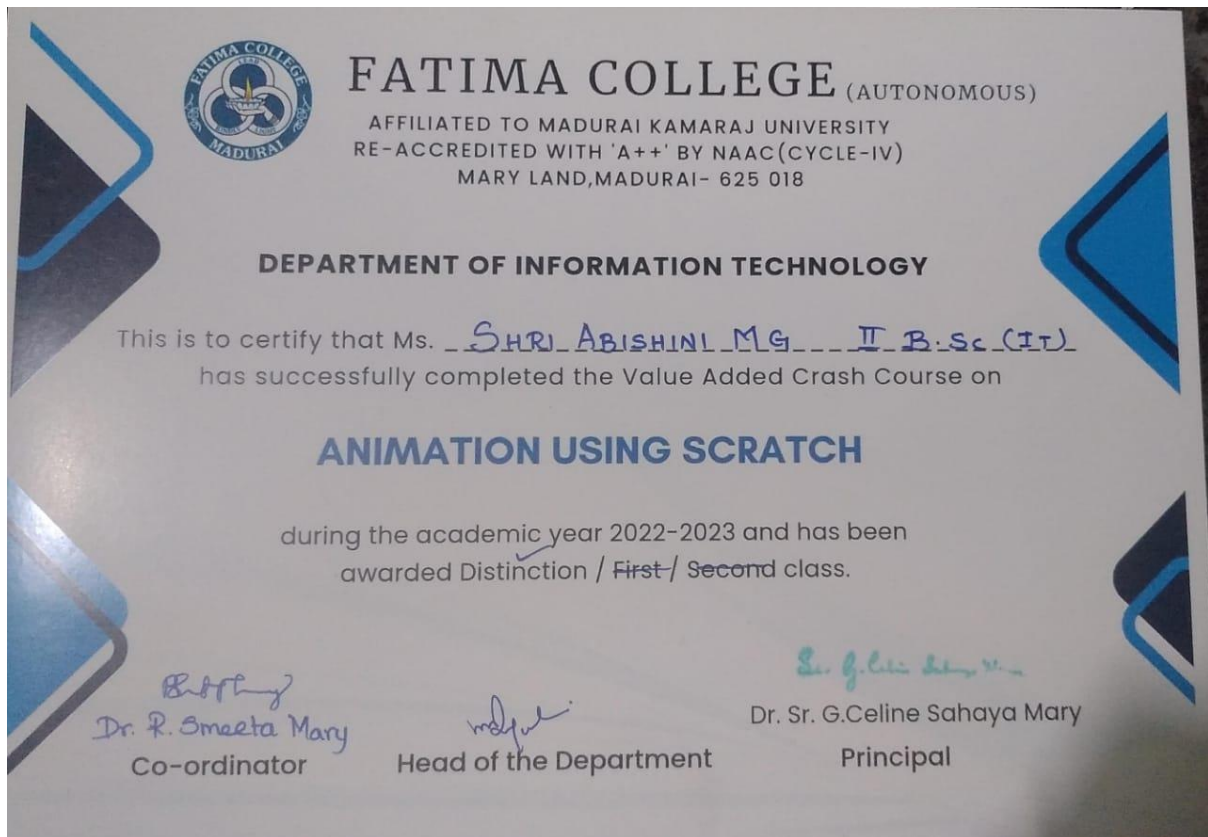 FATIMA COLLEGE
MADURAI
LEAD
FATIMA COLLEGE (AUTONOMOUS)
AFFILIATED TO MADURAI KAMARAJ UNIVERSITY
RE-ACCREDITED WITH 'A++' BY NAAC(CYCLE-IV)
MARY LAND,MADURAI- 625 018
DEPARTMENT OF INFORMATION TECHNOLOGY
This is to certify that Ms. SHRI ABISHINI MG II B.Sc (IT)
has successfully completed the Value Added Crash Course on
ANIMATION USING SCRATCH
during the academic year 2022-2023 and has been
awarded Distinction / First / Second class.
Dr. R. Smeeta Mary
Co-ordinator
Head of the Department
Dr. Sr. G.Celine Sahaya Mary
Principal